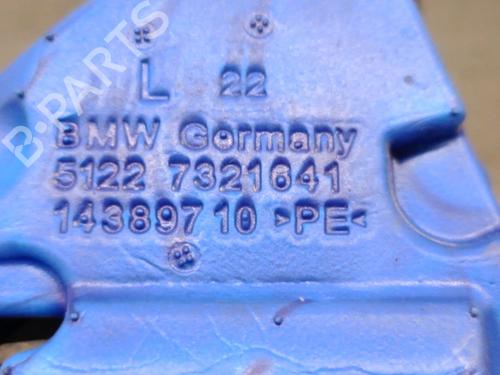 B-PARTS
L 22
BMW Germany
5122 7321641
14389710 >PE<